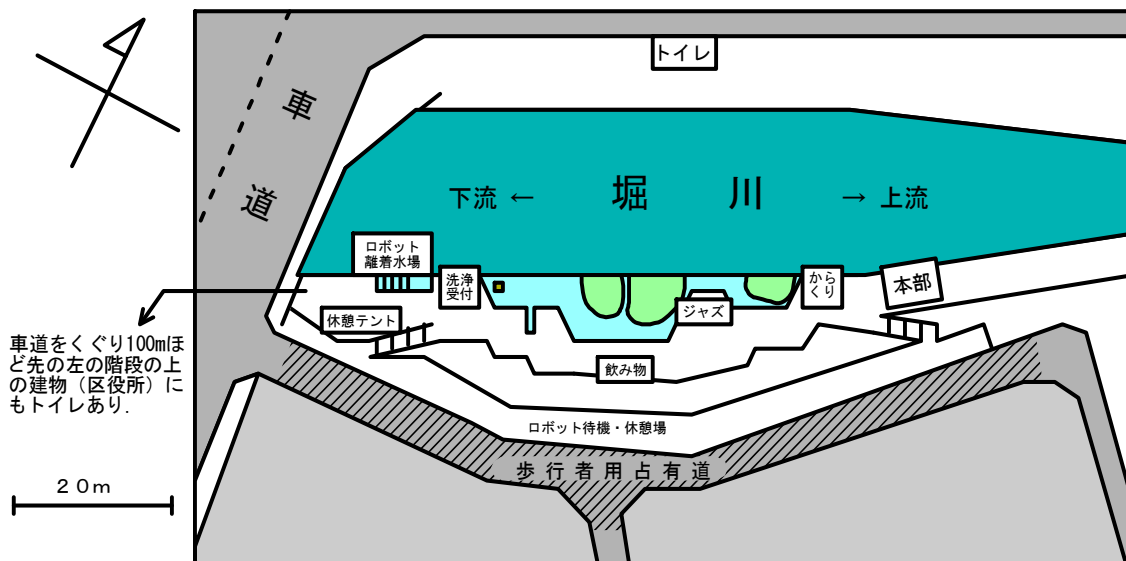 トイレ
車
道
下流 ← 堀 川 → 上流
ロボット
離着水場
洗浄
受付
から
くり
本部
ジャズ
休憩テント
飲み物
車道をくぐり100mほ
ど先の左の階段の上
の建物(区役所)に
もトイレあり.
ロボット待機・休憩場
歩行者用占有道
20m